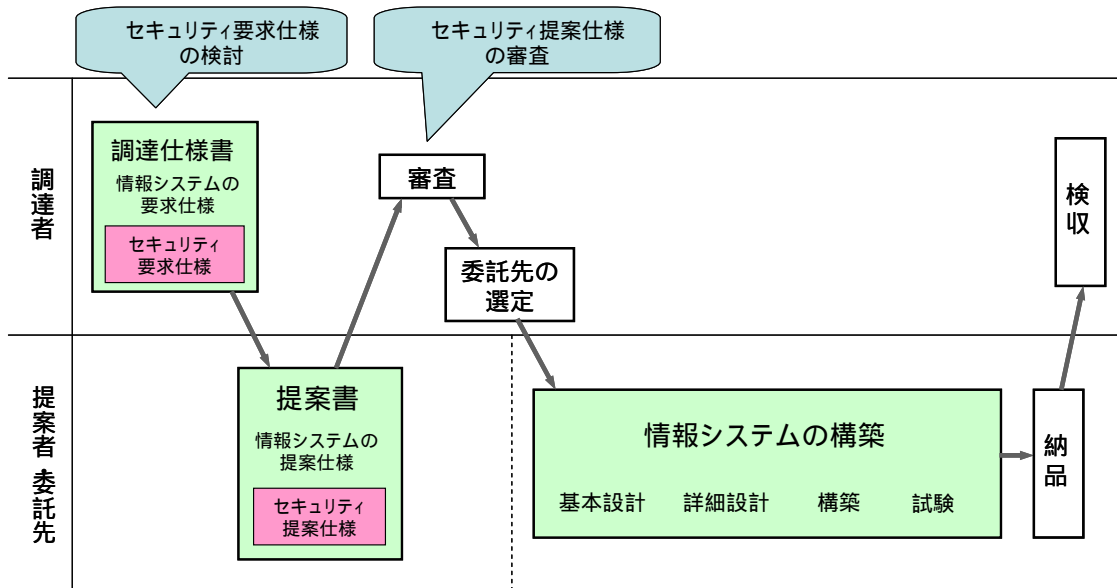 セキュリティ要求仕様
の検討
セキュリティ提案仕様
の審査
調達者
調達仕様書
情報システムの
要求仕様
セキュリティ
要求仕様
審査
委託先の
選定
検収
提案者・委託先
提案書
情報システムの
提案仕様
セキュリティ
提案仕様
情報システムの構築
基本設計 詳細設計 構築 試験
納品